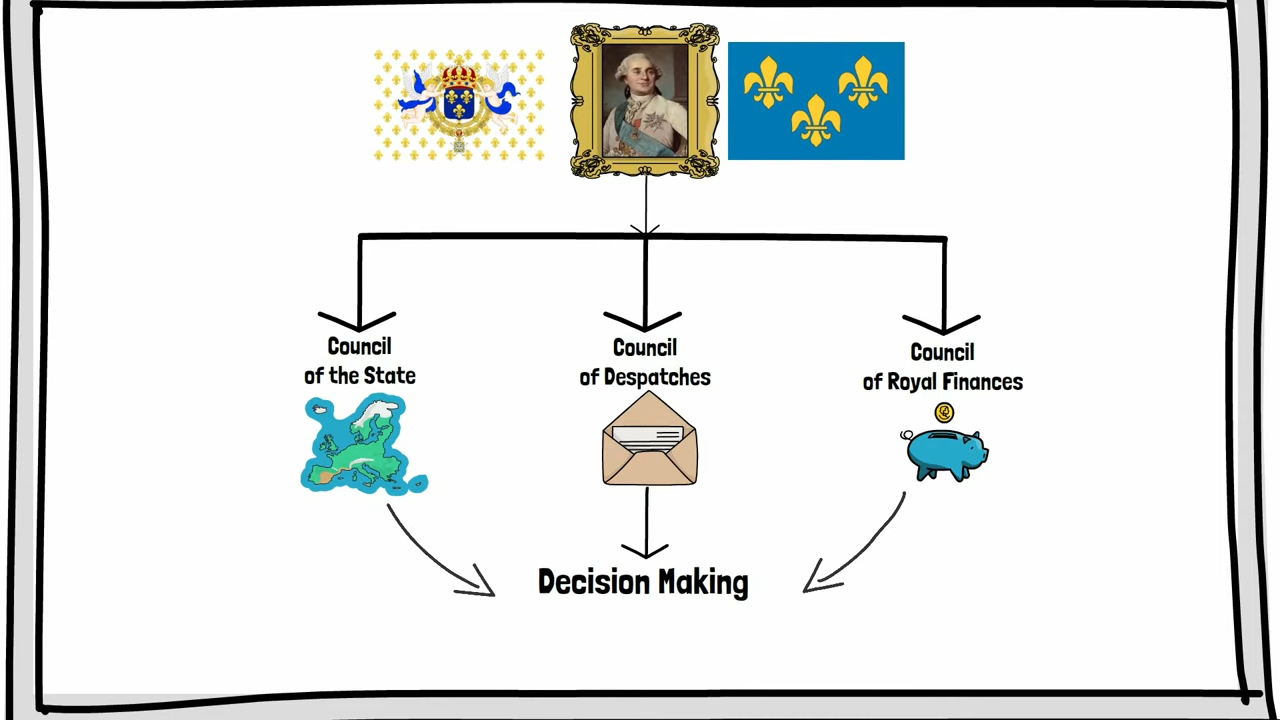 Council
of the State
Council
of Despatches
Council
of Royal Finances
Decision Making